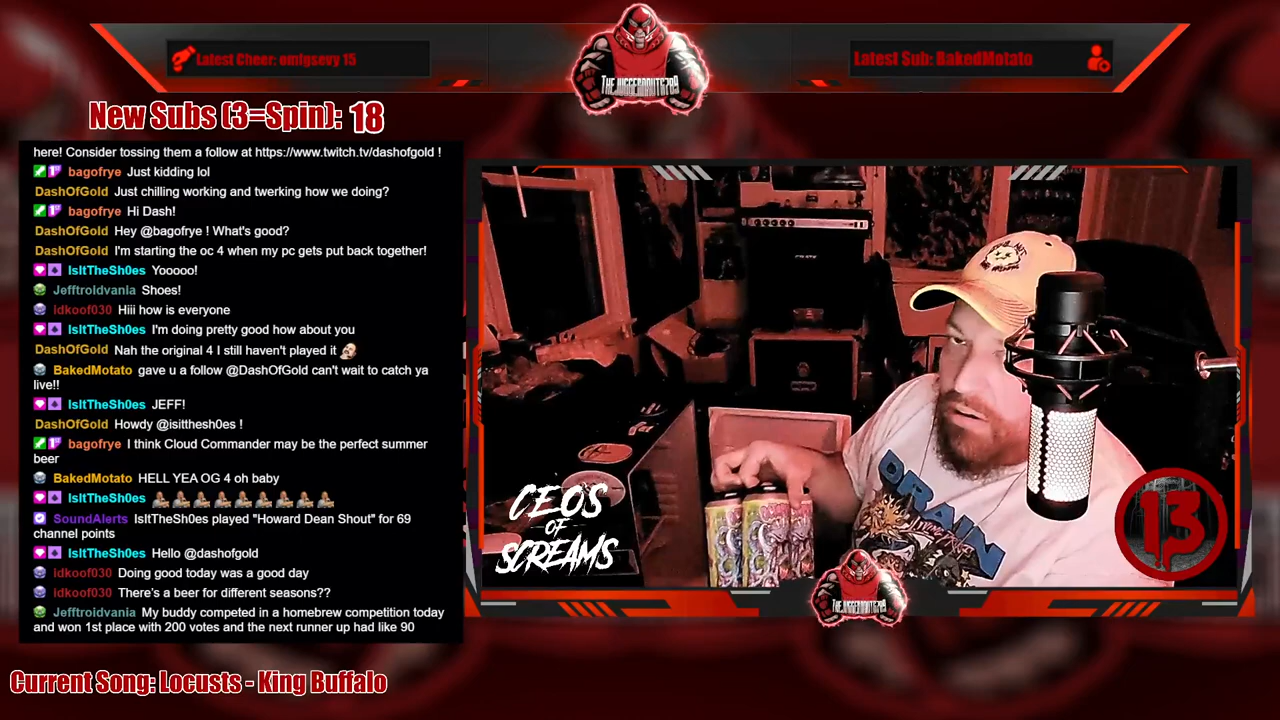 Latest Cheer: omfgsevy 15
THEJUGGERNAUT6789
Latest Sub: BakedMotato
New Subs (3=Spin): 18
here! Consider tossing them a follow at https://www.twitch.tv/dashofgold !
bagofrye Just kidding lol
DashOfGold Just chilling working and twerking how we doing?
bagofrye Hi Dash!
DashOfGold Hey @bagofrye ! What's good?
DashOfGold I'm starting the oc 4 when my pc gets put back together!
IsItTheSh0es Yooooo!
Jefftroidvania Shoes!
Idkoof030 Hiii how is everyone
IsItTheSh0es I'm doing pretty good how about you
DashOfGold Nah the original 4 I still haven't played it
BakedMotato gave u a follow @DashOfGold can't wait to catch ya
live!!
IsItTheSh0es JEFF!
DashOfGold Howdy @isitthesh0es !
bagofrye I think Cloud Commander may be the perfect summer
beer
BakedMotato HELL YEA OG 4 oh baby
IsItTheSh0es
SoundAlerts IsItTheSh0es played "Howard Dean Shout" for 69
channel points
IsItTheSh0es Hello @dashofgold
Idkoof030 Doing good today was a good day
Idkoof030 There's a beer for different seasons??
Jefftroidvania My buddy competed in a homebrew competition today
and won 1st place with 200 votes and the next runner up had like 90
CEOS
OF
SCREAMS
DRAIN
13
THEJUGGERNAUT6789
Current Song: Locusts - King Buffalo